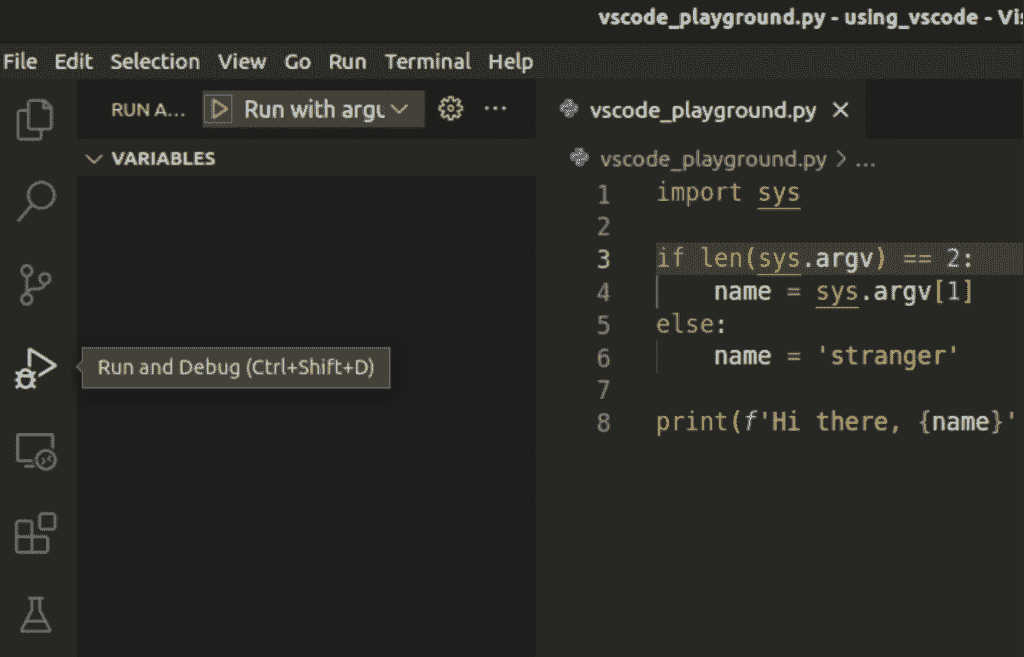 vscode_playground.py - using_vscode - Vi
File Edit Selection View Go Run Terminal Help
RUN A... Run with argu
VARIABLES
Run and Debug (Ctrl+Shift+D)
vscode_playground.py
vscode_playground.py > ...
1 import sys
2
3 if len(sys.argv) == 2:
4     name = sys.argv[1]
5 else:
6     name = 'stranger'
7
8 print(f'Hi there, {name}'